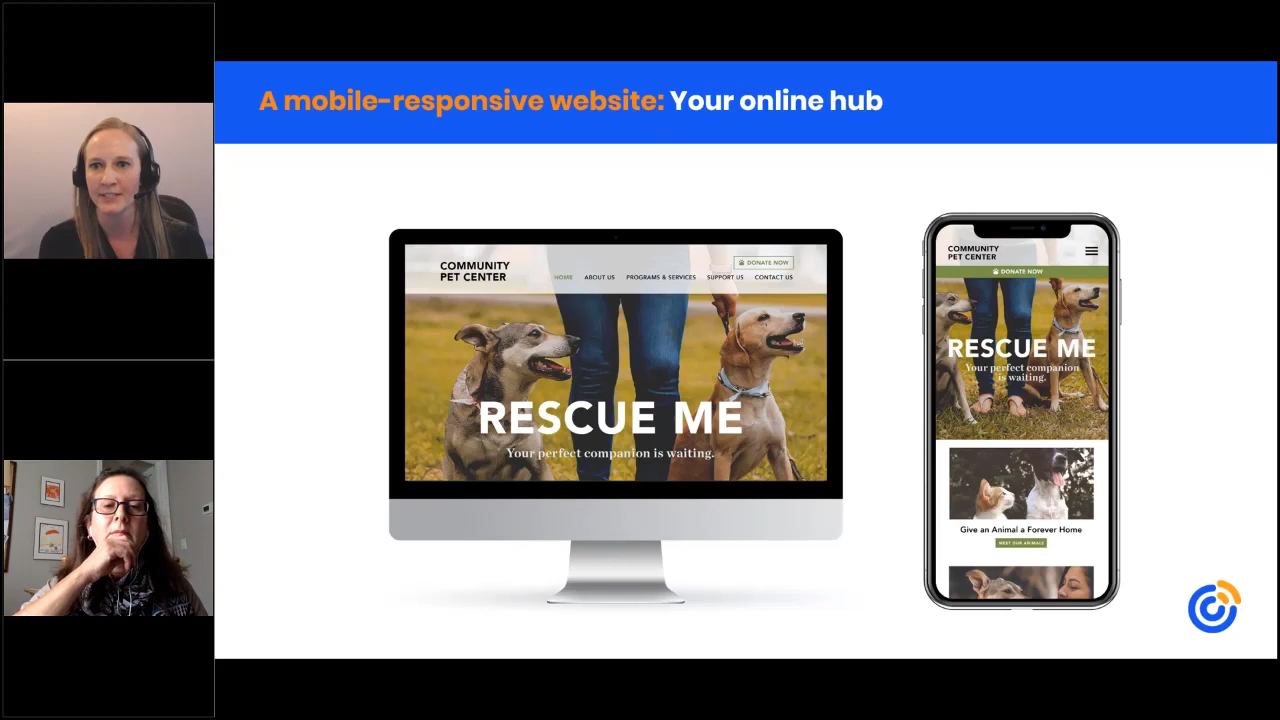 A mobile-responsive website: Your online hub
COMMUNITY
PET CENTER
DONATE NOW
HOME ABOUT US PROGRAMS & SERVICES SUPPORT US CONTACT US
RESCUE ME
Your perfect companion is waiting.
COMMUNITY
PET CENTER
DONATE NOW
RESCUE ME
Your perfect companion
is waiting.
Give an Animal a Forever Home
MEET OUR ANIMALS